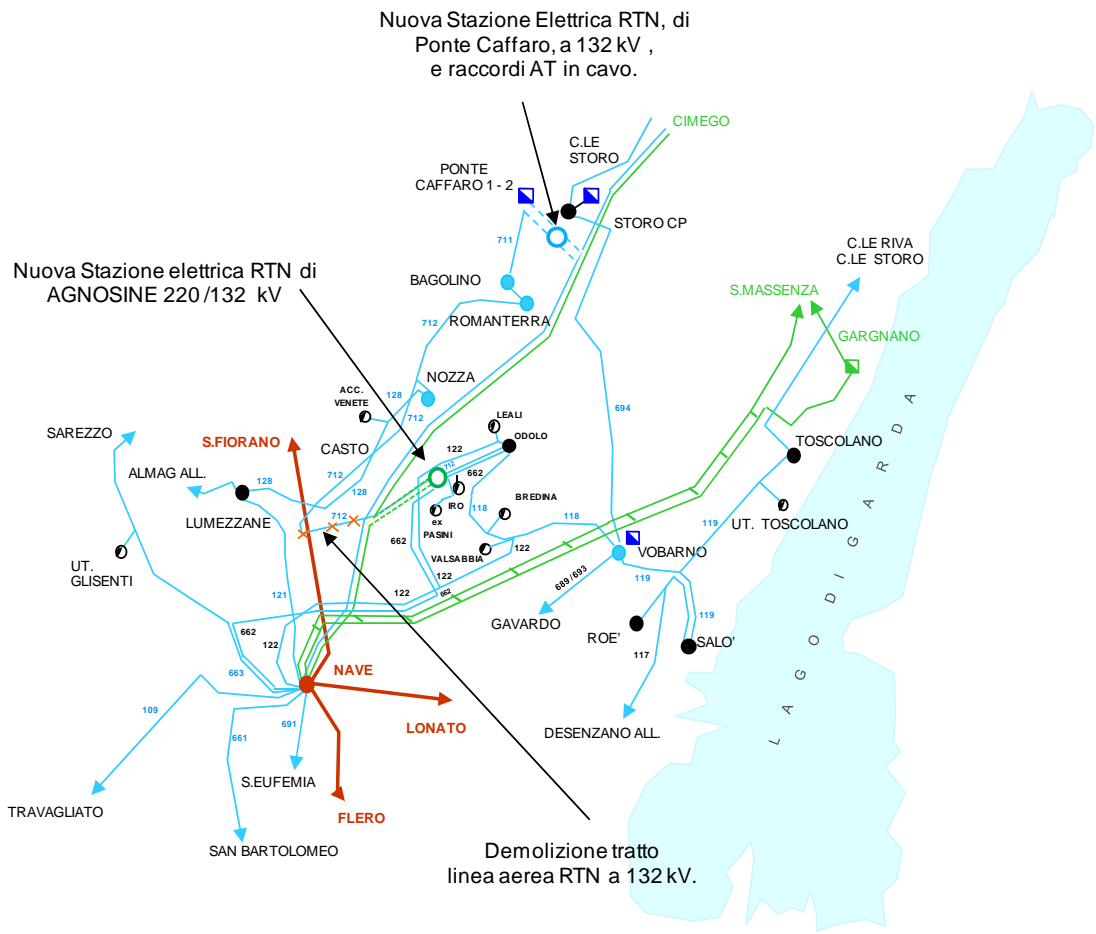 Nuova Stazione Elettrica RTN, di
Ponte Caffaro, a 132 kV ,
e raccordi AT in cavo.
CIMEGO
C.LE
STORO
PONTE
CAFFARO 1 - 2
STORO CP
711
C.LE RIVA
C.LE STORO
Nuova Stazione elettrica RTN di
AGNOSINE 220 /132 kV
BAGOLINO
S.MASSENZA
ROMANTERRA
712
GARGNANO
NOZZA
ACC.
VENETE
128
694
712
LEALI
SAREZZO
S.FIORANO
ODOLO
CASTO
122
TOSCOLANO
712
ALMAG ALL.
712
662
128
128
BREDINA
LUMEZZANE
IRO
118
712
ex
PASINI
118
119
UT. TOSCOLANO
662
VALSABBIA
122
VOBARNO
UT.
GLISENTI
122
689 / 693
119
122
662
121
GAVARDO
119
ROE'
SALO'
662
122
117
663
NAVE
LAGO DI GARDA
109
691
LONATO
DESENZANO ALL.
661
S.EUFEMIA
TRAVAGLIATO
FLERO
SAN BARTOLOMEO
Demolizione tratto
linea aerea RTN a 132 kV.